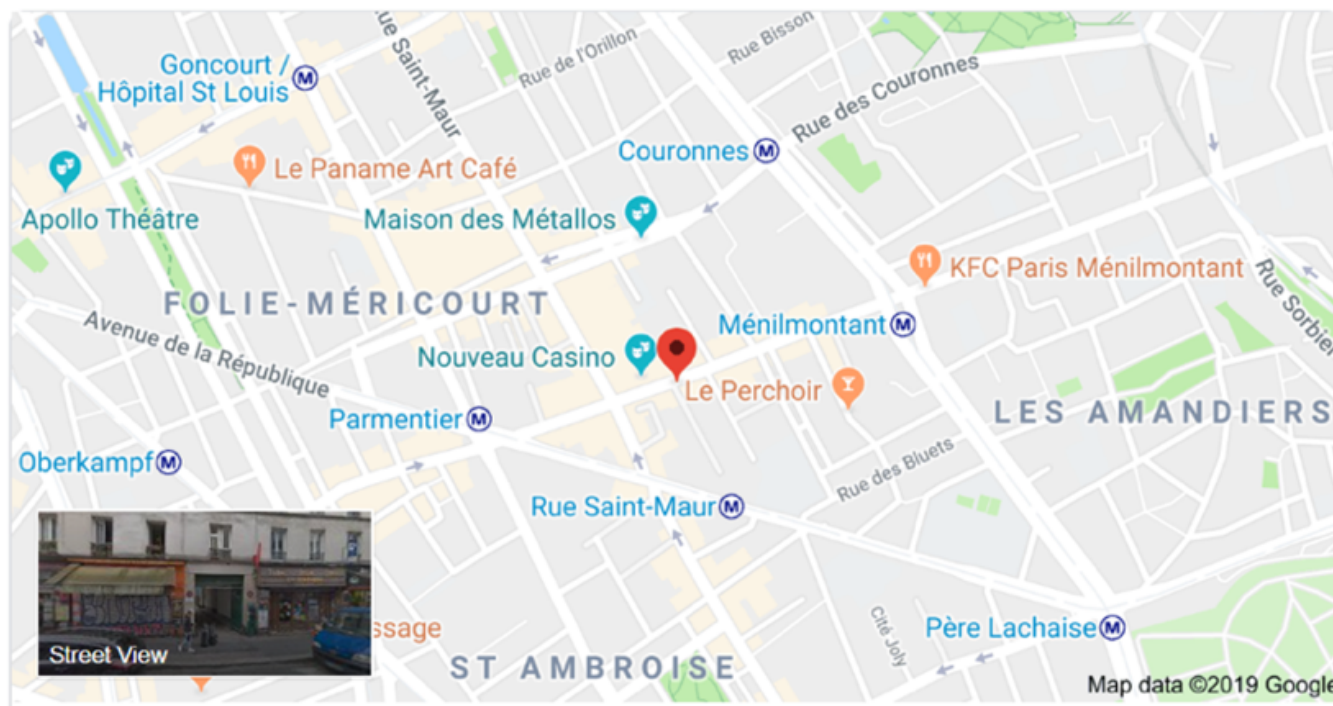 Goncourt /
Hôpital St Louis
ue Saint-Maur
Rue de l'Orillon
Rue Bisson
Rue des Couronnes
Couronnes
Le Paname Art Café
Apollo Théâtre
Maison des Métallos
KFC Paris Ménilmontant
Rue Sorbier
FOLIE-MÉRICOURT
Avenue de la République
Ménilmontant
Nouveau Casino
Le Perchoir
Parmentier
LES AMANDIERS
Oberkampf
Rue des Bluets
Rue Saint-Maur
Street View
ssage
ST AMBROISE
Cité Joly
Père Lachaise
Map data ©2019 Google